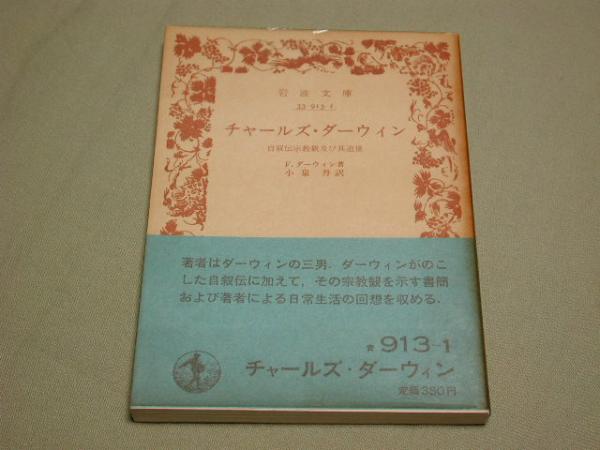 岩波文庫
33-913-1
チャールズ・ダーウィン
自叙伝宗教観及び其追憶
F. ダーウィン著
小泉丹訳
著者はダーウィンの三男．ダーウィンがのこ
した自叙伝に加えて，その宗教観を示す書簡
および著者による日常生活の回想を収める．
青 913-1
チャールズ・ダーウィン
定価350円